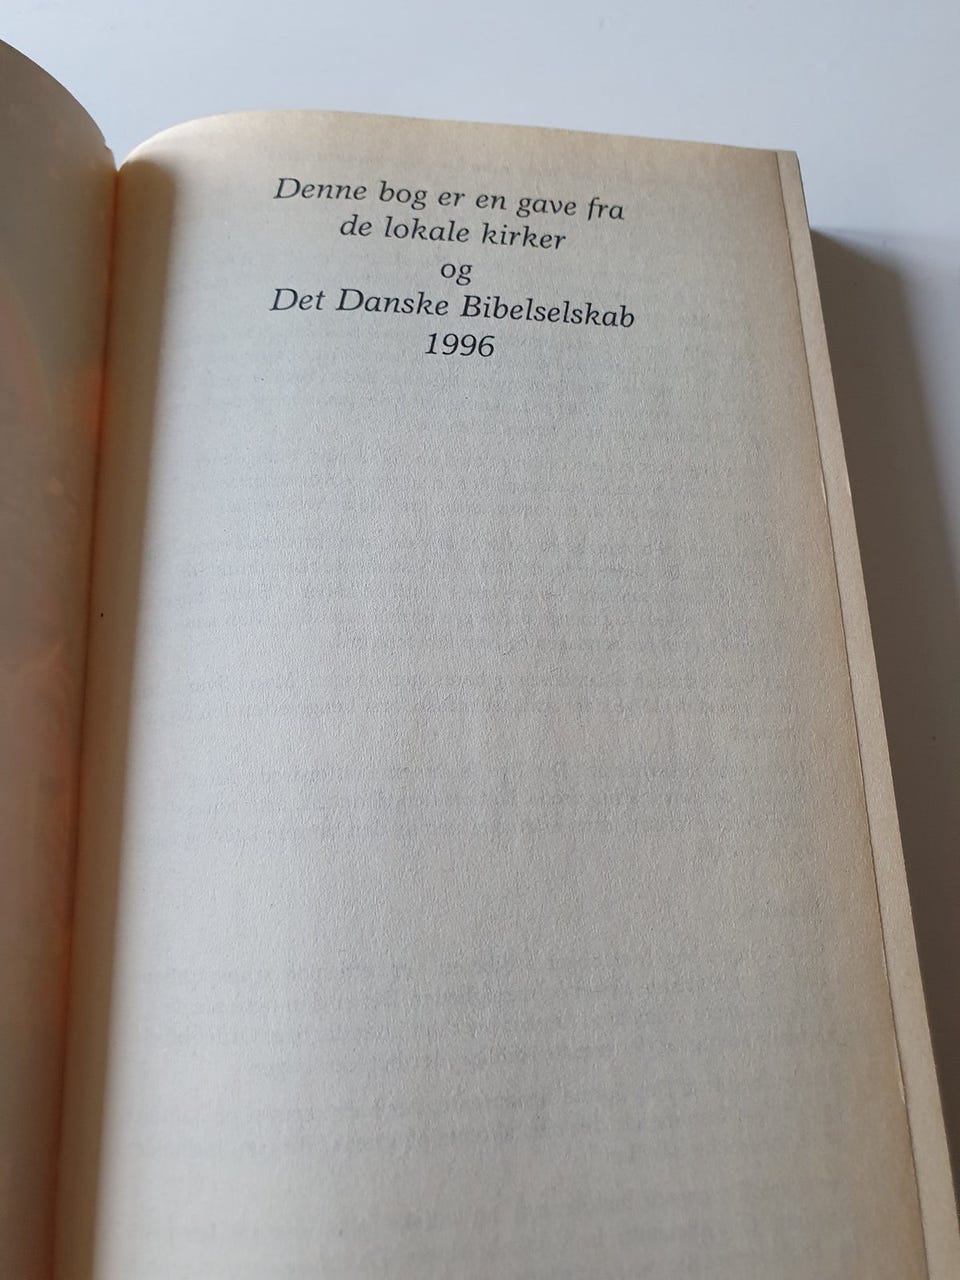 Denne bog er en gave fra
de lokale kirker
og
Det Danske Bibelselskab
1996